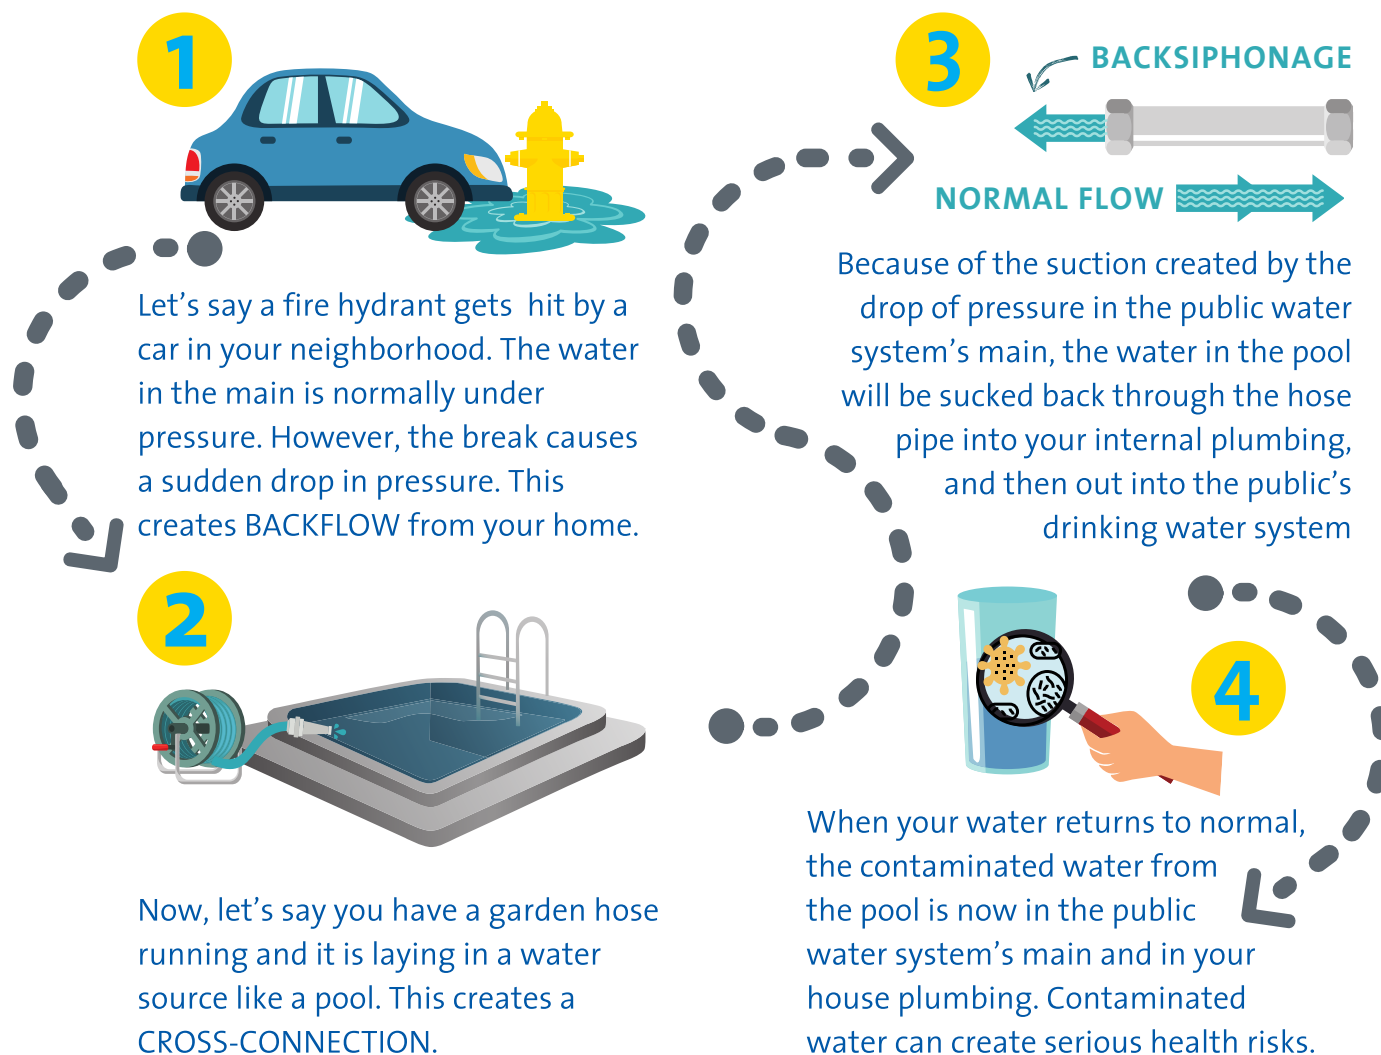 1
Let's say a fire hydrant gets hit by a
car in your neighborhood. The water
in the main is normally under
pressure. However, the break causes
a sudden drop in pressure. This
creates BACKFLOW from your home.
2
Now, let's say you have a garden hose
running and it is laying in a water
source like a pool. This creates a
CROSS-CONNECTION.
3
BACKSIPHONAGE
NORMAL FLOW
Because of the suction created by the
drop of pressure in the public water
system's main, the water in the pool
will be sucked back through the hose
pipe into your internal plumbing,
and then out into the public's
drinking water system
4
When your water returns to normal,
the contaminated water from
the pool is now in the public
water system's main and in your
house plumbing. Contaminated
water can create serious health risks.